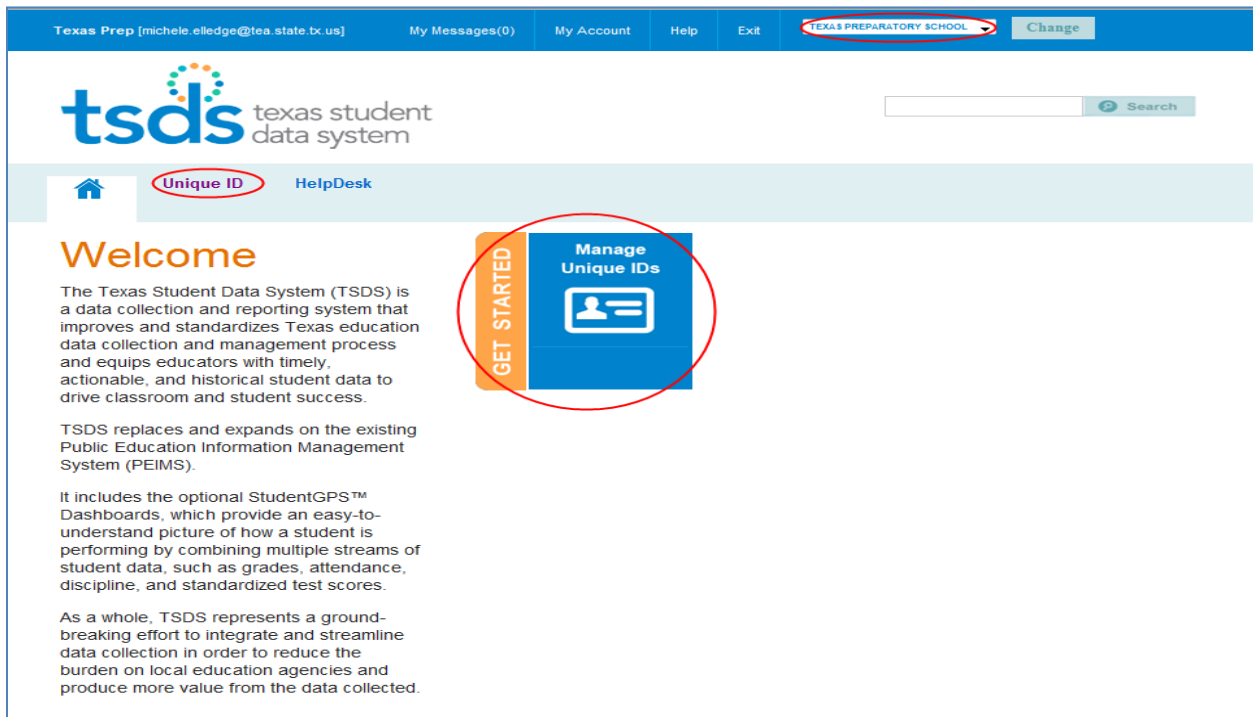 Texas Prep [michele.elledge@tea.state.tx.us] My Messages(0) My Account Help Exit TEXAS PREPARATORY SCHOOL Change
tsds texas student
data system
Search
Unique ID HelpDesk
Welcome
The Texas Student Data System (TSDS) is
a data collection and reporting system that
improves and standardizes Texas education
data collection and management process
and equips educators with timely,
actionable, and historical student data to
drive classroom and student success.
TSDS replaces and expands on the existing
Public Education Information Management
System (PEIMS).
It includes the optional StudentGPS™
Dashboards, which provide an easy-to-
understand picture of how a student is
performing by combining multiple streams of
student data, such as grades, attendance,
discipline, and standardized test scores.
As a whole, TSDS represents a ground-
breaking effort to integrate and streamline
data collection in order to reduce the
burden on local education agencies and
produce more value from the data collected.
GET STARTED
Manage
Unique IDs